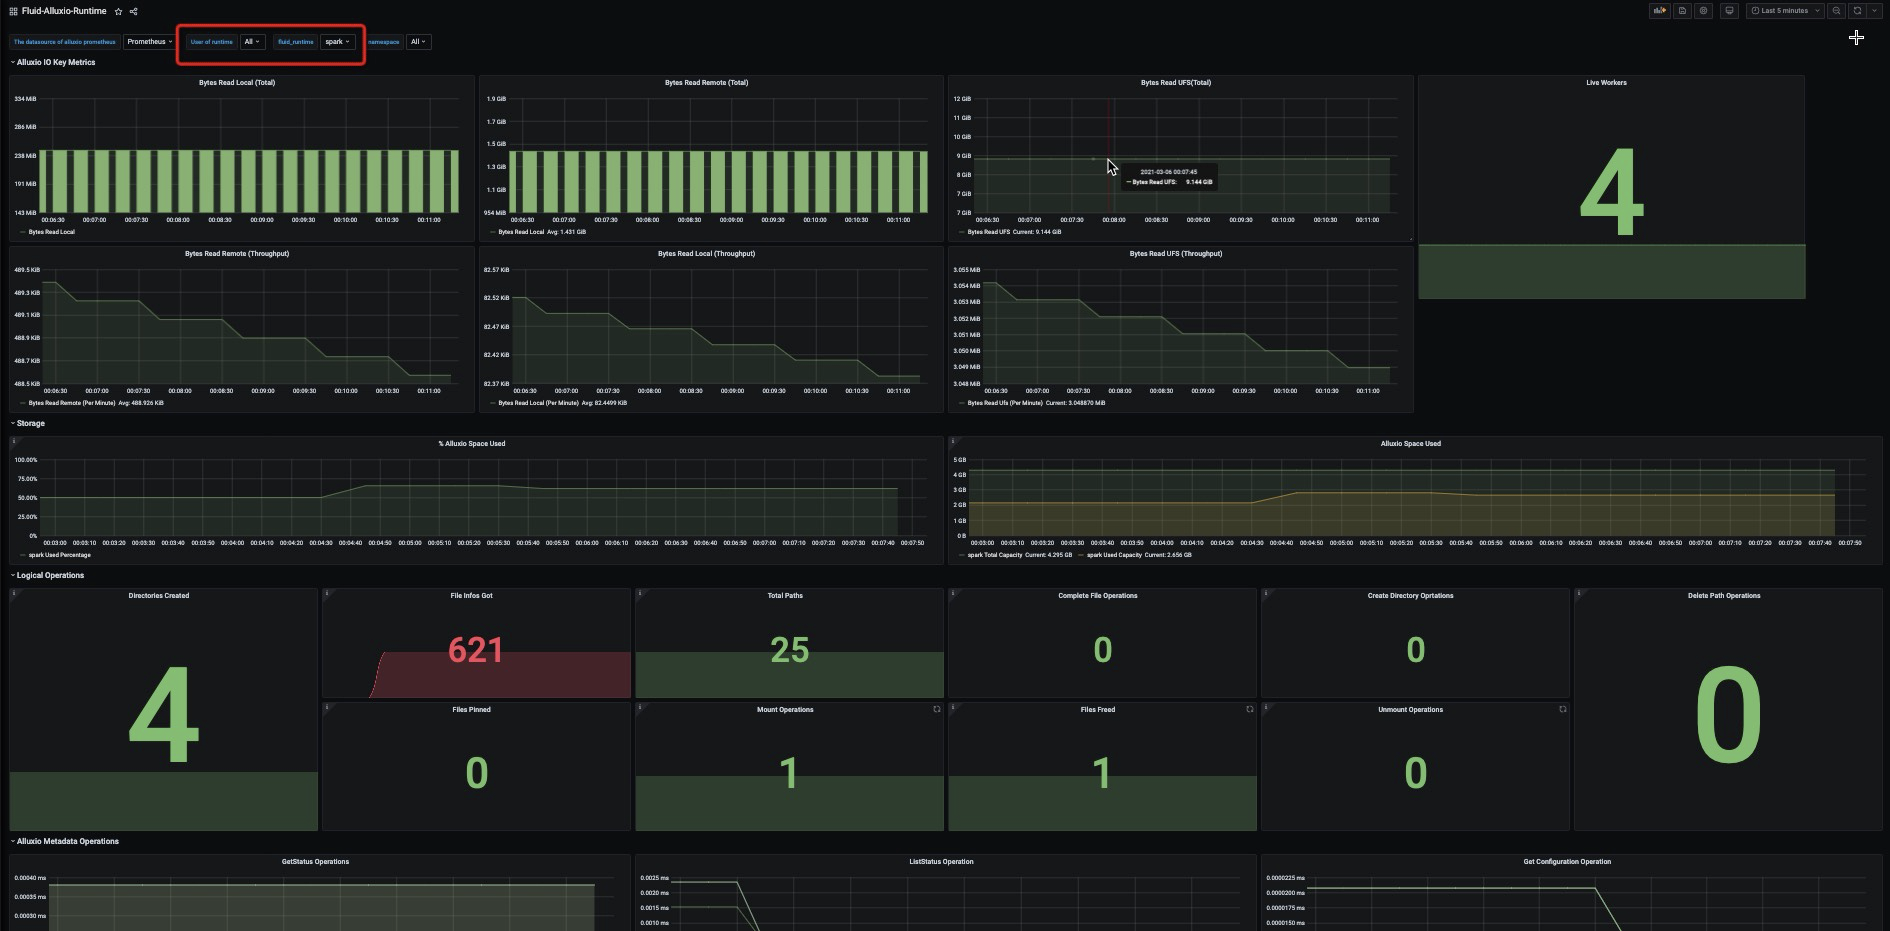 Fluid-Alluxio-Runtime
Last 5 minutes
The datasource of alluxio prometheus Prometheus User of runtime All fluid_runtime spark namespace All
Alluxio IO Key Metrics
Bytes Read Local (Total)
334 MiB
286 MiB
238 MiB
191 MiB
143 MiB
00:06:30 00:07:00 00:07:30 00:08:00 00:08:30 00:09:00 00:09:30 00:10:00 00:10:30 00:11:00
Bytes Read Local
Bytes Read Remote (Total)
1.9 GiB
1.7 GiB
1.5 GiB
1.3 GiB
1.1 GiB
954 MiB
00:06:30 00:07:00 00:07:30 00:08:00 00:08:30 00:09:00 00:09:30 00:10:00 00:10:30 00:11:00
Bytes Read Local Avg: 1.431 GiB
Bytes Read UFS(Total)
12 GiB
11 GiB
10 GiB
9 GiB
8 GiB
7 GiB
7 GiB
2021-03-06 00:07:45
Bytes Read UFS: 9.144 GiB
00:06:30 00:07:00 00:07:30 00:08:00 00:08:30 00:09:00 00:09:30 00:10:00 00:10:30 00:11:00
Bytes Read UFS Current: 9.144 GiB
Live Workers
4
Bytes Read Remote (Throughput)
489.5 KiB
489.3 KiB
489.1 KiB
488.9 KiB
488.7 KiB
488.5 KiB
00:06:30 00:07:00 00:07:30 00:08:00 00:08:30 00:09:00 00:09:30 00:10:00 00:10:30 00:11:00
Bytes Read Remote (Per Minute) Avg: 488.926 KiB
Bytes Read Local (Throughput)
82.57 KiB
82.52 KiB
82.47 KiB
82.42 KiB
82.37 KiB
00:06:30 00:07:00 00:07:30 00:08:00 00:08:30 00:09:00 00:09:30 00:10:00 00:10:30 00:11:00
Bytes Read Local (Per Minute) Avg: 82.4499 KiB
Bytes Read UFS (Throughput)
3.055 MiB
3.054 MiB
3.053 MiB
3.052 MiB
3.051 MiB
3.050 MiB
3.049 MiB
3.048 MiB
00:06:30 00:07:00 00:07:30 00:08:00 00:08:30 00:09:00 00:09:30 00:10:00 00:10:30 00:11:00
Bytes Read Ufs (Per Minute) Current: 3.048870 MiB
Storage
% Alluxio Space Used
100.00%
75.00%
50.00%
25.00%
0%
00:03:00 00:03:10 00:03:20 00:03:30 00:03:40 00:03:50 00:04:00 00:04:10 00:04:20 00:04:30 00:04:40 00:04:50 00:05:00 00:05:10 00:05:20 00:05:30 00:05:40 00:05:50 00:06:00 00:06:10 00:06:20 00:06:30 00:06:40 00:06:50 00:07:00 00:07:10 00:07:20 00:07:30 00:07:40 00:07:50
spark Used Percentage
Alluxio Space Used
5 GB
4 GB
3 GB
2 GB
1 GB
0 B
00:03:00 00:03:10 00:03:20 00:03:30 00:03:40 00:03:50 00:04:00 00:04:10 00:04:20 00:04:30 00:04:40 00:04:50 00:05:00 00:05:10 00:05:20 00:05:30 00:05:40 00:05:50 00:06:00 00:06:10 00:06:20 00:06:30 00:06:40 00:06:50 00:07:00 00:07:10 00:07:20 00:07:30 00:07:40 00:07:50
spark Total Capacity Current: 4.295 GB spark Used Capacity Current: 2.656 GB
Logical Operations
Directories Created
4
File Infos Got
621
Total Paths
25
Complete File Operations
0
Create Directory Oprtations
0
Delete Path Operations
0
Files Pinned
0
Mount Operations
1
Files Freed
1
Unmount Operations
0
Alluxio Metadata Operations
GetStatus Operations
0.00040 ms
0.00035 ms
0.00030 ms
ListStatus Operation
0.0025 ms
0.0020 ms
0.0015 ms
0.0010 ms
Get Configuration Operation
0.0000225 ms
0.0000200 ms
0.0000175 ms
0.0000150 ms